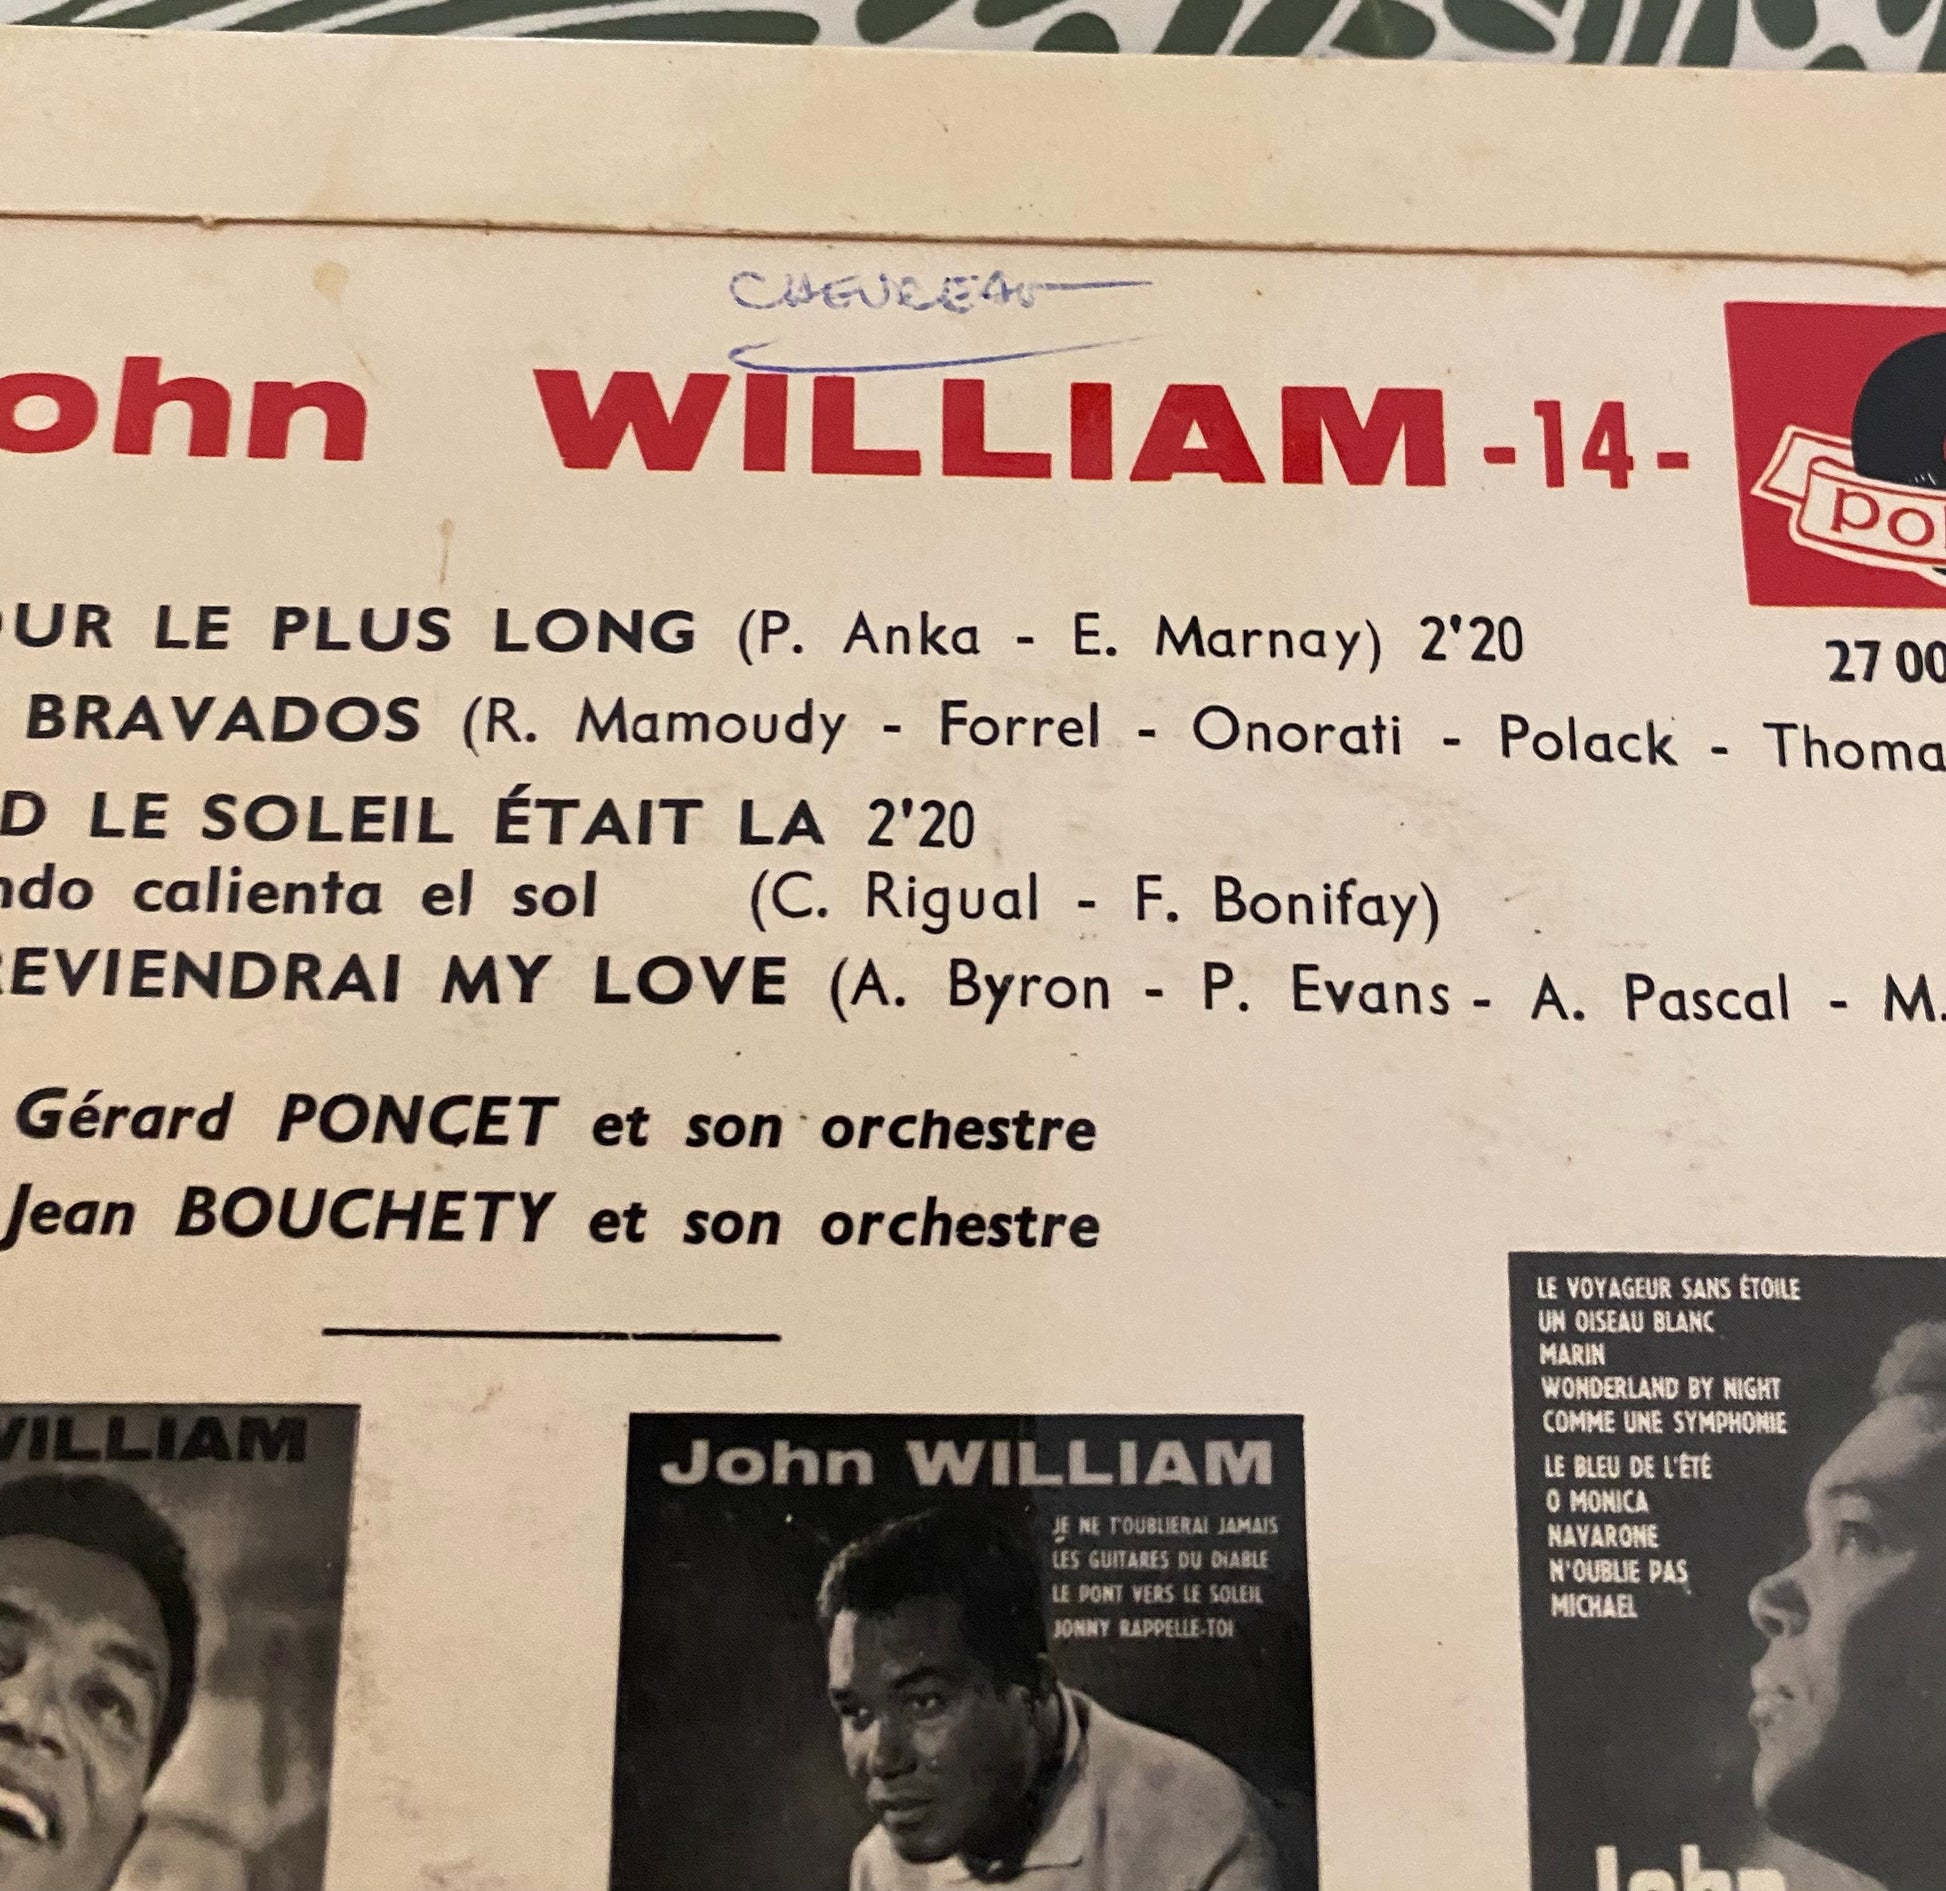 CHEVREAU
ohn WILLIAM -14-
OUR LE PLUS LONG (P. Anka - E. Marnay) 2'20
27 00
BRAVADOS (R. Mamoudy - Forrel - Onorati - Polack - Thoma
D LE SOLEIL ÉTAIT LA 2'20
ndo calienta el sol (C. Rigual - F. Bonifay)
REVIENDRAI MY LOVE (A. Byron - P. Evans - A. Pascal - M.
Gérard PONCET et son orchestre
Jean BOUCHETY et son orchestre
WILLIAM
John WILLIAM
JE NE T'OUBLIERAI JAMAIS
LES GUITARES DU DIABLE
LE PONT VERS LE SOLEIL
JONNY RAPPELLE-TOI
LE VOYAGEUR SANS ÉTOILE
UN OISEAU BLANC
MARIN
WONDERLAND BY NIGHT
COMME UNE SYMPHONIE
LE BLEU DE L'ÉTÉ
O MONICA
NAVARONE
N'OUBLIE PAS
MICHAEL
John